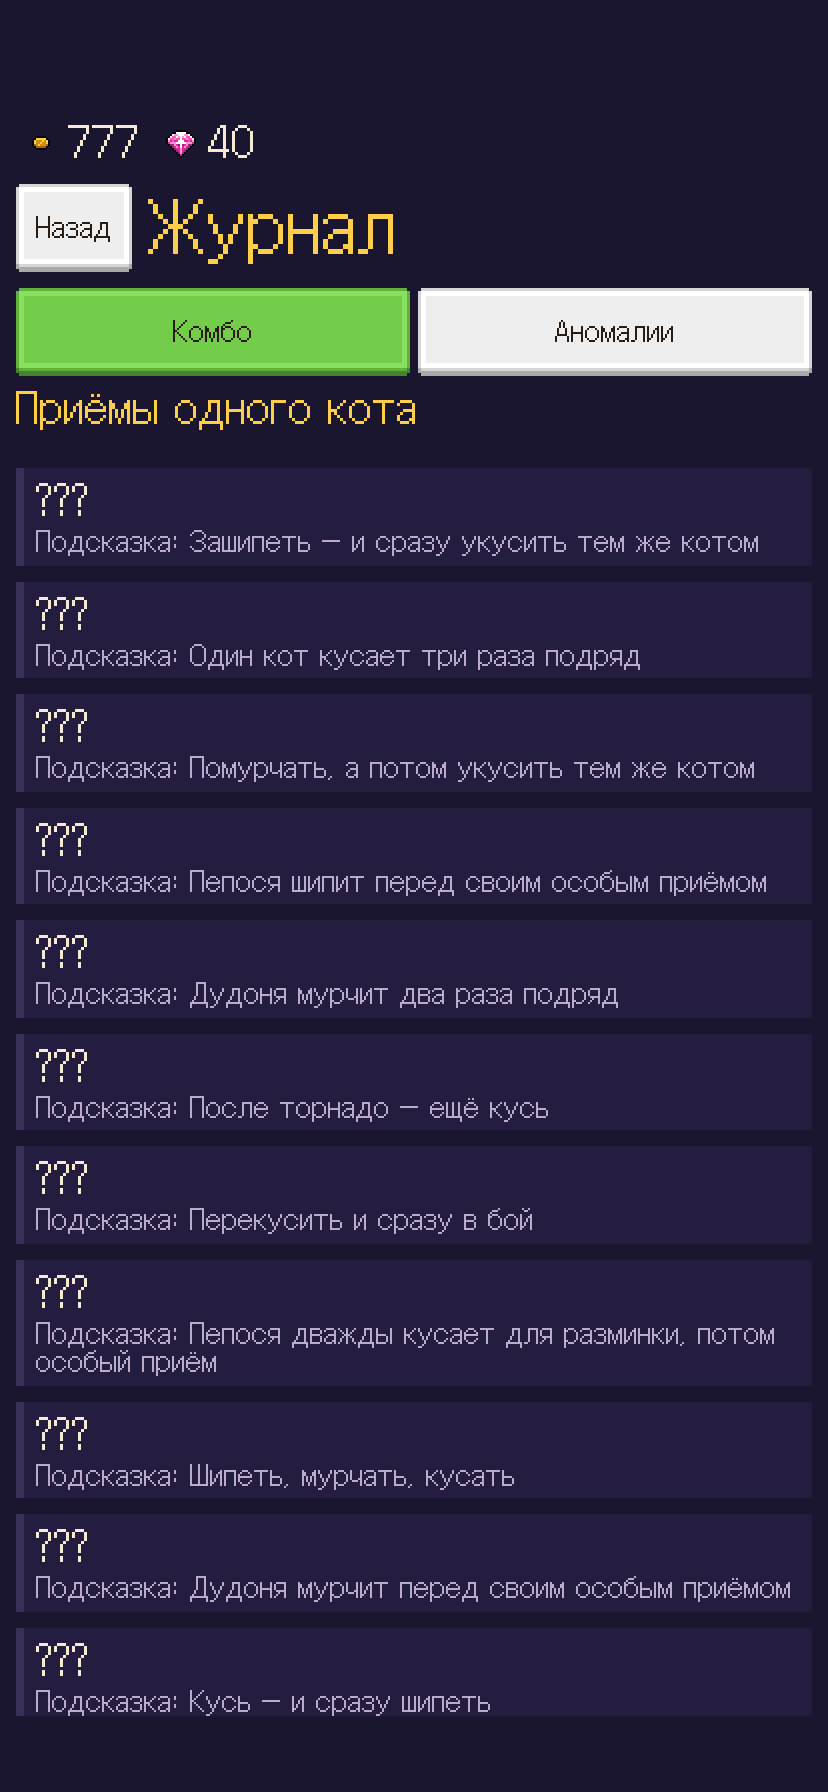 777 40
Назад
Журнал
Комбо
Аномалии
Приёмы одного кота
???
Подсказка: Зашипеть — и сразу укусить тем же котом
???
Подсказка: Один кот кусает три раза подряд
???
Подсказка: Помурчать, а потом укусить тем же котом
???
Подсказка: Пепося шипит перед своим особым приёмом
???
Подсказка: Дудоня мурчит два раза подряд
???
Подсказка: После торнадо — ещё кусь
???
Подсказка: Перекусить и сразу в бой
???
Подсказка: Пепося дважды кусает для разминки, потом
особый приём
???
Подсказка: Шипеть, мурчать, кусать
???
Подсказка: Дудоня мурчит перед своим особым приёмом
???
Подсказка: Кусь — и сразу шипеть